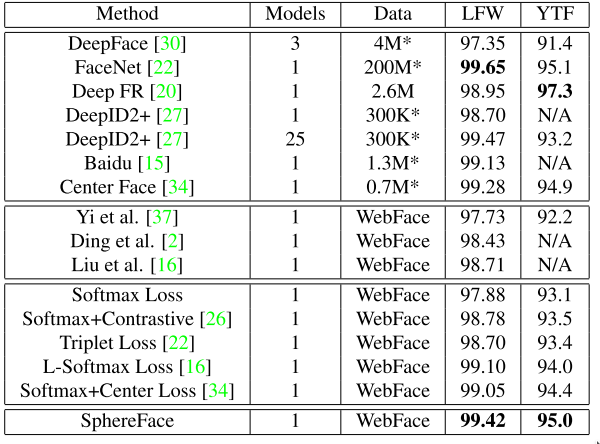 Method Models Data LFW YTF
DeepFace [30] 3 4M* 97.35 91.4
FaceNet [22] 1 200M* 99.65 95.1
Deep FR [20] 1 2.6M 98.95 97.3
DeepID2+ [27] 1 300K* 98.70 N/A
DeepID2+ [27] 25 300K* 99.47 93.2
Baidu [15] 1 1.3M* 99.13 N/A
Center Face [34] 1 0.7M* 99.28 94.9
Yi et al. [37] 1 WebFace 97.73 92.2
Ding et al. [2] 1 WebFace 98.43 N/A
Liu et al. [16] 1 WebFace 98.71 N/A
Softmax Loss 1 WebFace 97.88 93.1
Softmax+Contrastive [26] 1 WebFace 98.78 93.5
Triplet Loss [22] 1 WebFace 98.70 93.4
L-Softmax Loss [16] 1 WebFace 99.10 94.0
Softmax+Center Loss [34] 1 WebFace 99.05 94.4
SphereFace 1 WebFace 99.42 95.0